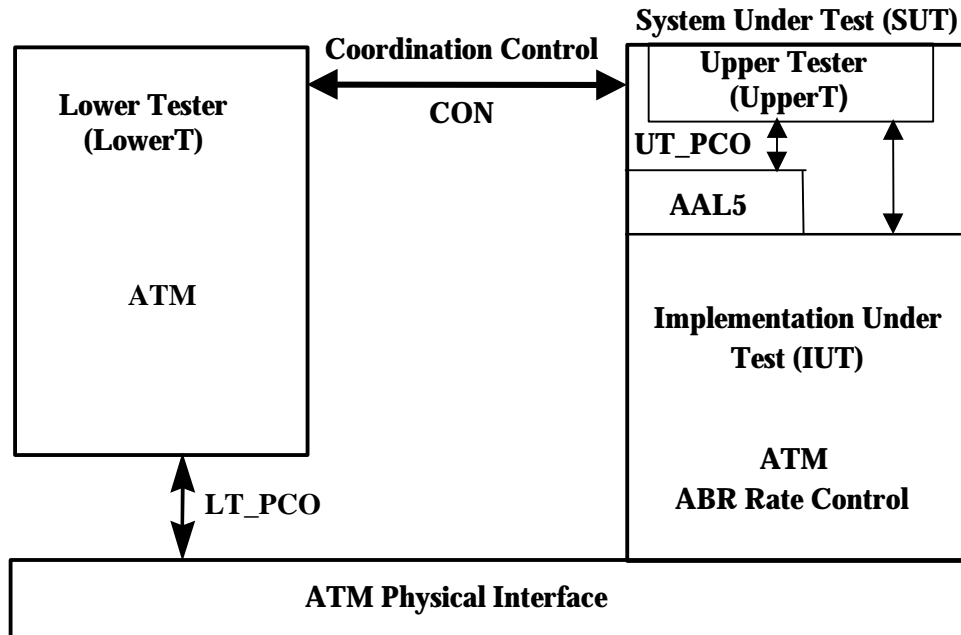 System Under Test (SUT)
Coordination Control
CON
Lower Tester
(LowerT)
ATM
Upper Tester
(UpperT)
UT_PCO
AAL5
Implementation Under
Test (IUT)
ATM
ABR Rate Control
LT_PCO
ATM Physical Interface